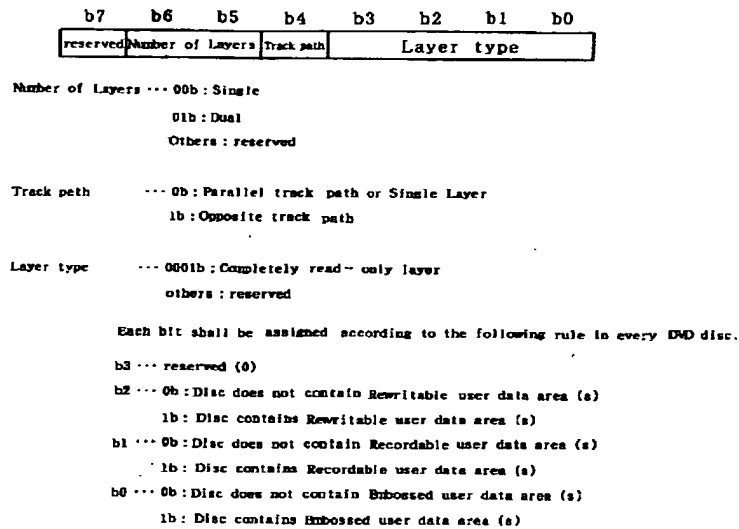 b7 b6 b5 b4 b3 b2 b1 b0
reserved Number of Layers Track path Layer type
Number of Layers ··· 00b : Single
01b : Dual
Others : reserved
Track path ··· 0b : Parallel track path or Single Layer
1b : Opposite track path
Layer type ··· 0001b ; Completely read-only layer
others : reserved
Each bit shall be assigned according to the following rule in every DVD disc.
b3 ··· reserved (0)
b2 ··· 0b : Disc does not contain Rewritable user data area (s)
1b : Disc contains Rewritable user data area (s)
b1 ··· 0b : Disc does not contain Recordable user data area (s)
1b : Disc contains Recordable user data area (s)
b0 ··· 0b : Disc does not contain Embossed user data area (s)
1b : Disc contains Embossed user data area (s)